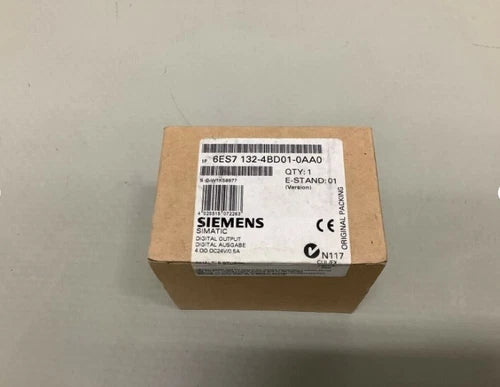 1P 6ES7 132-4BD01-0AA0
QTY: 1
E-STAND: 01
(Version)
SIEMENS
SIMATIC
DIGITAL OUTPUT
DIGITAL AUSGABE
4 DO DC24V/0.5A
CE
N117
ORIGINAL PACKING